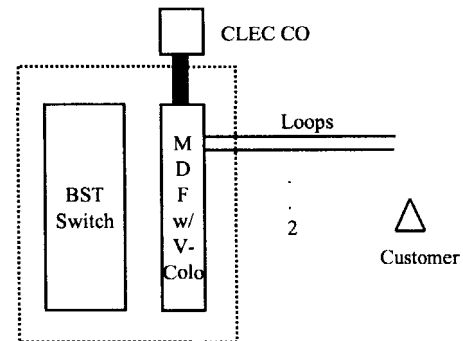 CLEC CO
Loops
M
D
F
w/
V-
Colo
BST
Switch
.
.
2
Customer